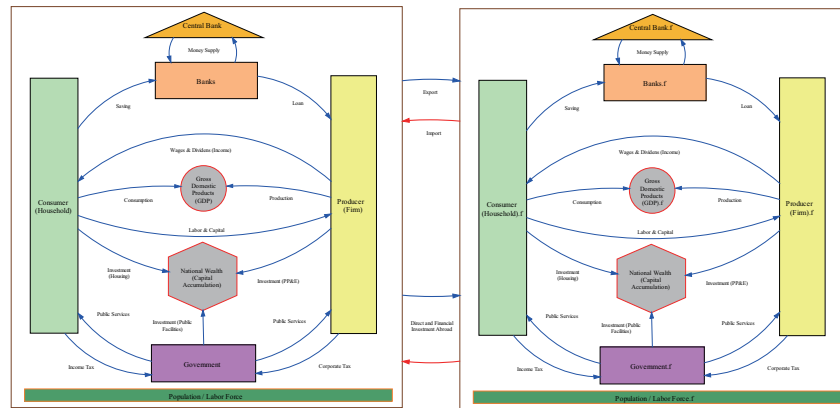 Central Bank
Money Supply
Banks
Saving
Loan
Wages & Dividens (Income)
Gross
Domestic
Products
(GDP)
Consumer
(Household)
Consumption
Production
Producer
(Firm)
Labor & Capital
National Wealth
(Capital
Accumulation)
Investment
(Housing)
Investment (PP&E)
Public Services
Investment (Public
Facilities)
Public Services
Government
Income Tax
Corporate Tax
Population / Labor Force
Export
Import
Direct and Financial
Investment Abroad
Central Bank.f
Money Supply
Banks.f
Saving
Loan
Wages & Dividens (Income)
Gross
Domestic
Products
(GDP).f
Consumer
(Household).f
Consumption
Production
Producer
(Firm).f
Labor & Capital
National Wealth
(Capital
Accumulation)
Investment
(Housing)
Investment (PP&E)
Public Services
Investment (Public
Facilities)
Public Services
Government.f
Income Tax
Corporate Tax
Population / Labor Force.f